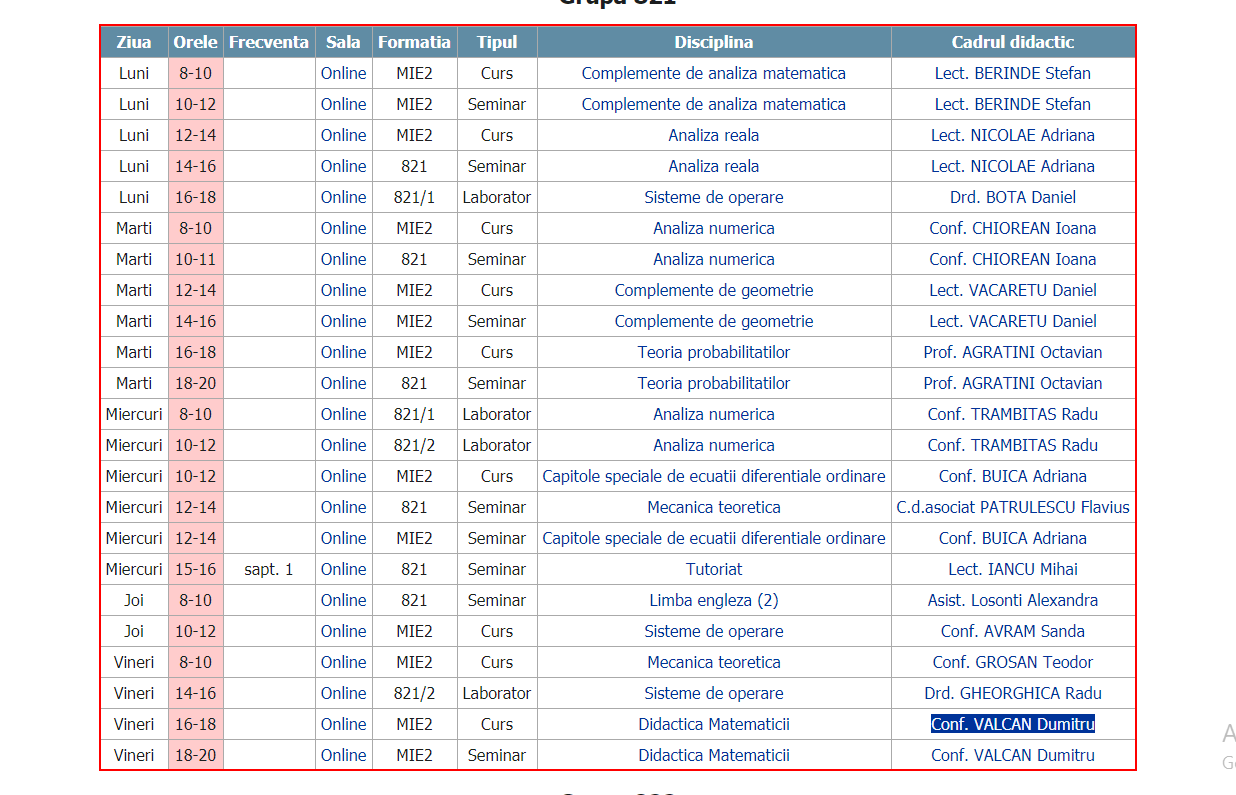 Grupa 821
Ziua Orele Frecventa Sala Formatia Tipul Disciplina Cadrul didactic
Luni 8-10 Online MIE2 Curs Complemente de analiza matematica Lect. BERINDE Stefan
Luni 10-12 Online MIE2 Seminar Complemente de analiza matematica Lect. BERINDE Stefan
Luni 12-14 Online MIE2 Curs Analiza reala Lect. NICOLAE Adriana
Luni 14-16 Online 821 Seminar Analiza reala Lect. NICOLAE Adriana
Luni 16-18 Online 821/1 Laborator Sisteme de operare Drd. BOTA Daniel
Marti 8-10 Online MIE2 Curs Analiza numerica Conf. CHIOREAN Ioana
Marti 10-11 Online 821 Seminar Analiza numerica Conf. CHIOREAN Ioana
Marti 12-14 Online MIE2 Curs Complemente de geometrie Lect. VACARETU Daniel
Marti 14-16 Online MIE2 Seminar Complemente de geometrie Lect. VACARETU Daniel
Marti 16-18 Online MIE2 Curs Teoria probabilitatilor Prof. AGRATINI Octavian
Marti 18-20 Online 821 Seminar Teoria probabilitatilor Prof. AGRATINI Octavian
Miercuri 8-10 Online 821/1 Laborator Analiza numerica Conf. TRAMBITAS Radu
Miercuri 10-12 Online 821/2 Laborator Analiza numerica Conf. TRAMBITAS Radu
Miercuri 10-12 Online MIE2 Curs Capitole speciale de ecuatii diferentiale ordinare Conf. BUICA Adriana
Miercuri 12-14 Online 821 Seminar Mecanica teoretica C.d.asociat PATRULESCU Flavius
Miercuri 12-14 Online MIE2 Seminar Capitole speciale de ecuatii diferentiale ordinare Conf. BUICA Adriana
Miercuri 15-16 sapt. 1 Online 821 Seminar Tutoriat Lect. IANCU Mihai
Joi 8-10 Online 821 Seminar Limba engleza (2) Asist. Losonti Alexandra
Joi 10-12 Online MIE2 Curs Sisteme de operare Conf. AVRAM Sanda
Vineri 8-10 Online MIE2 Curs Mecanica teoretica Conf. GROSAN Teodor
Vineri 14-16 Online 821/2 Laborator Sisteme de operare Drd. GHEORGHICA Radu
Vineri 16-18 Online MIE2 Curs Didactica Matematicii Conf. VALCAN Dumitru
Vineri 18-20 Online MIE2 Seminar Didactica Matematicii Conf. VALCAN Dumitru